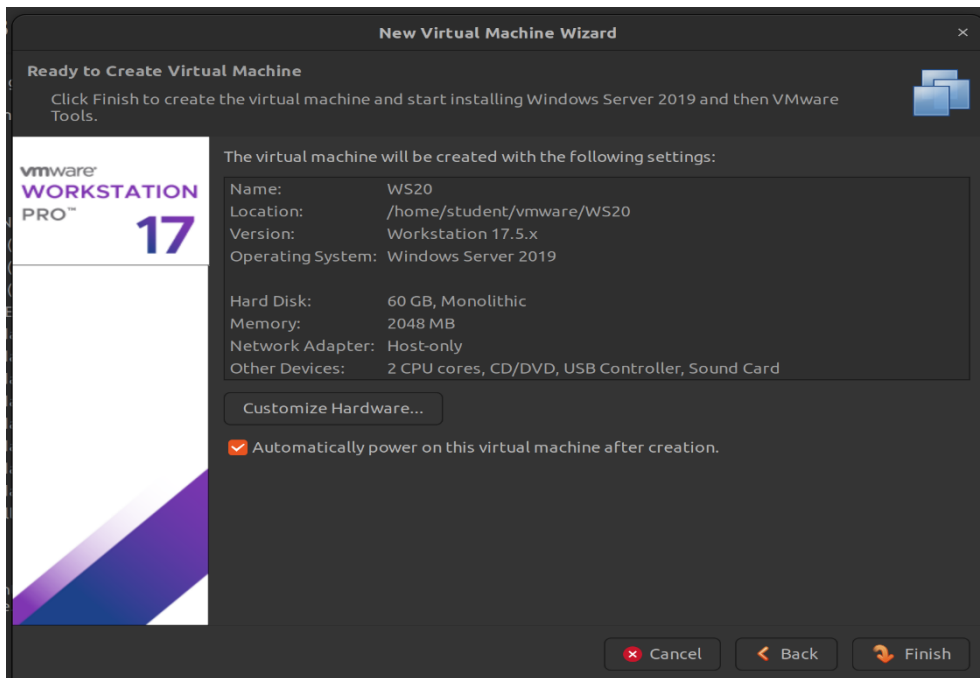 New Virtual Machine Wizard
Ready to Create Virtual Machine
Click Finish to create the virtual machine and start installing Windows Server 2019 and then VMware
Tools.
vmware
WORKSTATION
PRO™
17
The virtual machine will be created with the following settings:
Name: WS20
Location: /home/student/vmware/WS20
Version: Workstation 17.5.x
Operating System: Windows Server 2019
Hard Disk: 60 GB, Monolithic
Memory: 2048 MB
Network Adapter: Host-only
Other Devices: 2 CPU cores, CD/DVD, USB Controller, Sound Card
Customize Hardware...
Automatically power on this virtual machine after creation.
Cancel
Back
Finish